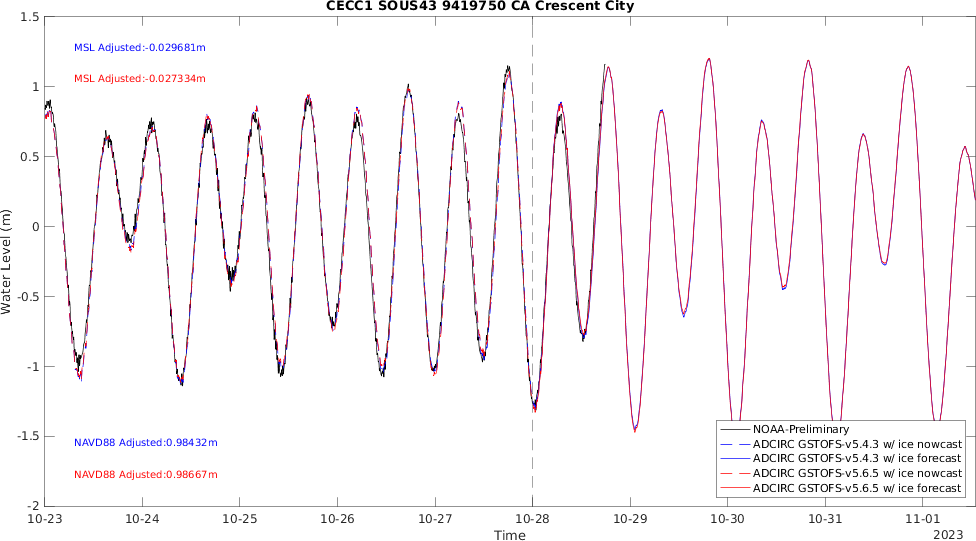 CECC1 SOUS43 9419750 CA Crescent City
1.5
1
0.5
0
-0.5
-1
-1.5
-2
Water Level (m)
MSL Adjusted:-0.029681m
MSL Adjusted:-0.027334m
NAVD88 Adjusted:0.98432m
NAVD88 Adjusted:0.98667m
NOAA-Preliminary
ADCIRC GSTOFS-v5.4.3 w/ ice nowcast
ADCIRC GSTOFS-v5.4.3 w/ ice forecast
ADCIRC GSTOFS-v5.6.5 w/ ice nowcast
ADCIRC GSTOFS-v5.6.5 w/ ice forecast
10-23 10-24 10-25 10-26 10-27 10-28 10-29 10-30 10-31 11-01
Time
2023